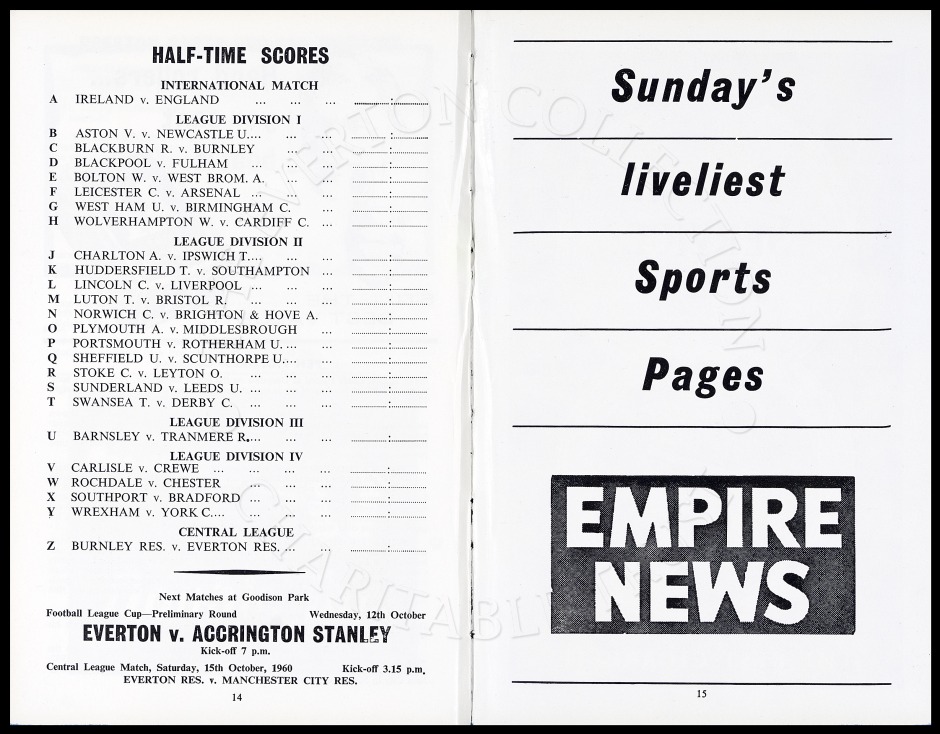 HALF-TIME SCORES
INTERNATIONAL MATCH
A IRELAND v. ENGLAND ... ... ... ............:............
LEAGUE DIVISION I
B ASTON V. v. NEWCASTLE U.... ... ... ............:............
C BLACKBURN R. v. BURNLEY ... ... ............:............
D BLACKPOOL v. FULHAM ... ... ... ............:............
E BOLTON W. v. WEST BROM. A. ... ... ............:............
F LEICESTER C. v. ARSENAL ... ... ... ............:............
G WEST HAM U. v. BIRMINGHAM C. ... ............:............
H WOLVERHAMPTON W. v. CARDIFF C. ... ............:............
LEAGUE DIVISION II
J CHARLTON A. v. IPSWICH T.... ... ... ............:............
K HUDDERSFIELD T. v. SOUTHAMPTON ... ............:............
L LINCOLN C. v. LIVERPOOL ... ... ... ............:............
M LUTON T. v. BRISTOL R. ... ... ... ............:............
N NORWICH C. v. BRIGHTON & HOVE A. ............:............
O PLYMOUTH A. v. MIDDLESBROUGH ... ............:............
P PORTSMOUTH v. ROTHERHAM U. ... ... ............:............
Q SHEFFIELD U. v. SCUNTHORPE U.... ... ............:............
R STOKE C. v. LEYTON O. ... ... ... ............:............
S SUNDERLAND v. LEEDS U. ... ... ... ............:............
T SWANSEA T. v. DERBY C. ... ... ... ............:............
LEAGUE DIVISION III
U BARNSLEY v. TRANMERE R.... ... ... ............:............
LEAGUE DIVISION IV
V CARLISLE v. CREWE ... ... ... ... ............:............
W ROCHDALE v. CHESTER ... ... ... ............:............
X SOUTHPORT v. BRADFORD ... ... ... ............:............
Y WREXHAM v. YORK C.... ... ... ... ............:............
CENTRAL LEAGUE
Z BURNLEY RES. v. EVERTON RES. ... ... ............:............
Next Matches at Goodison Park
Football League Cup—Preliminary Round Wednesday, 12th October
EVERTON v. ACCRINGTON STANLEY
Kick-off 7 p.m.
Central League Match, Saturday, 15th October, 1960 Kick-off 3.15 p.m.
EVERTON RES. v. MANCHESTER CITY RES.
14
Sunday's
liveliest
Sports
Pages
EMPIRE
NEWS
15
EVERTON COLLECTION
CHARITABLE